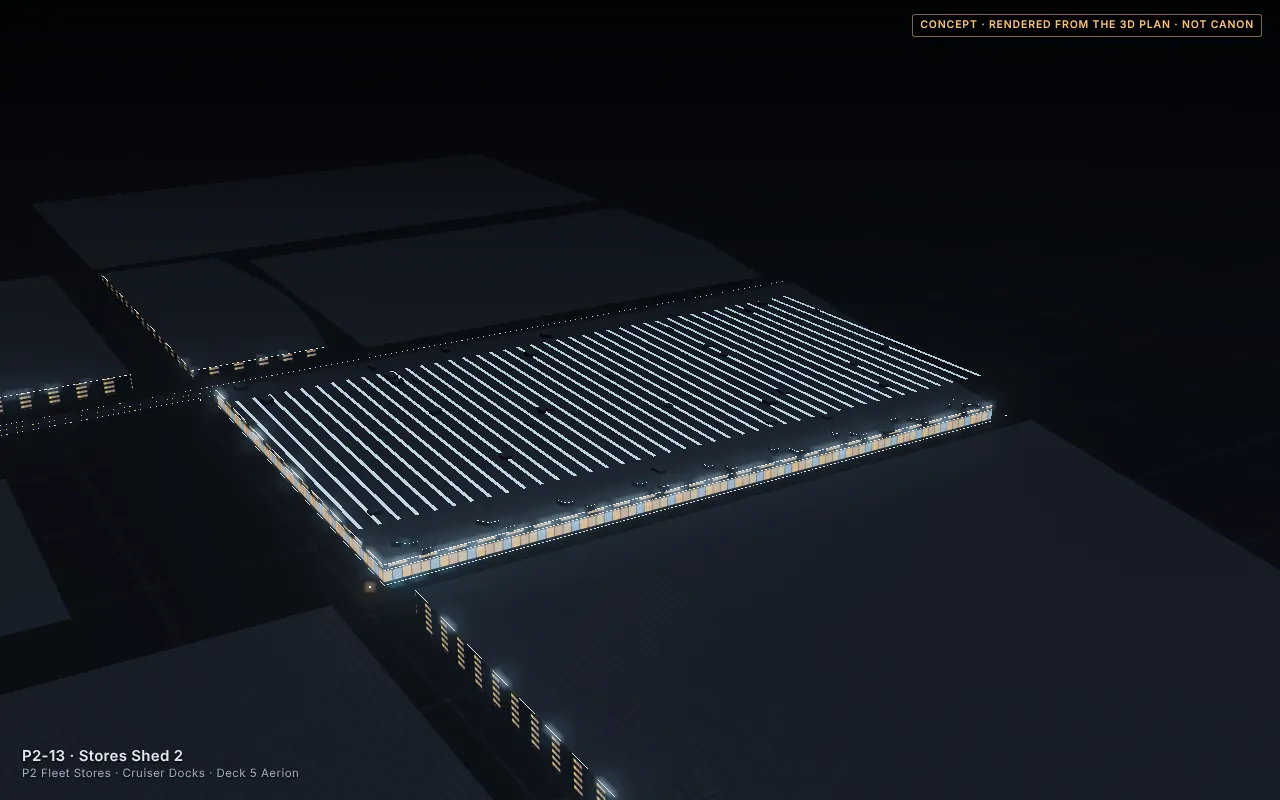 CONCEPT · RENDERED FROM THE 3D PLAN · NOT CANON
P2-13 · Stores Shed 2
P2 Fleet Stores · Cruiser Docks · Deck 5 Aerion